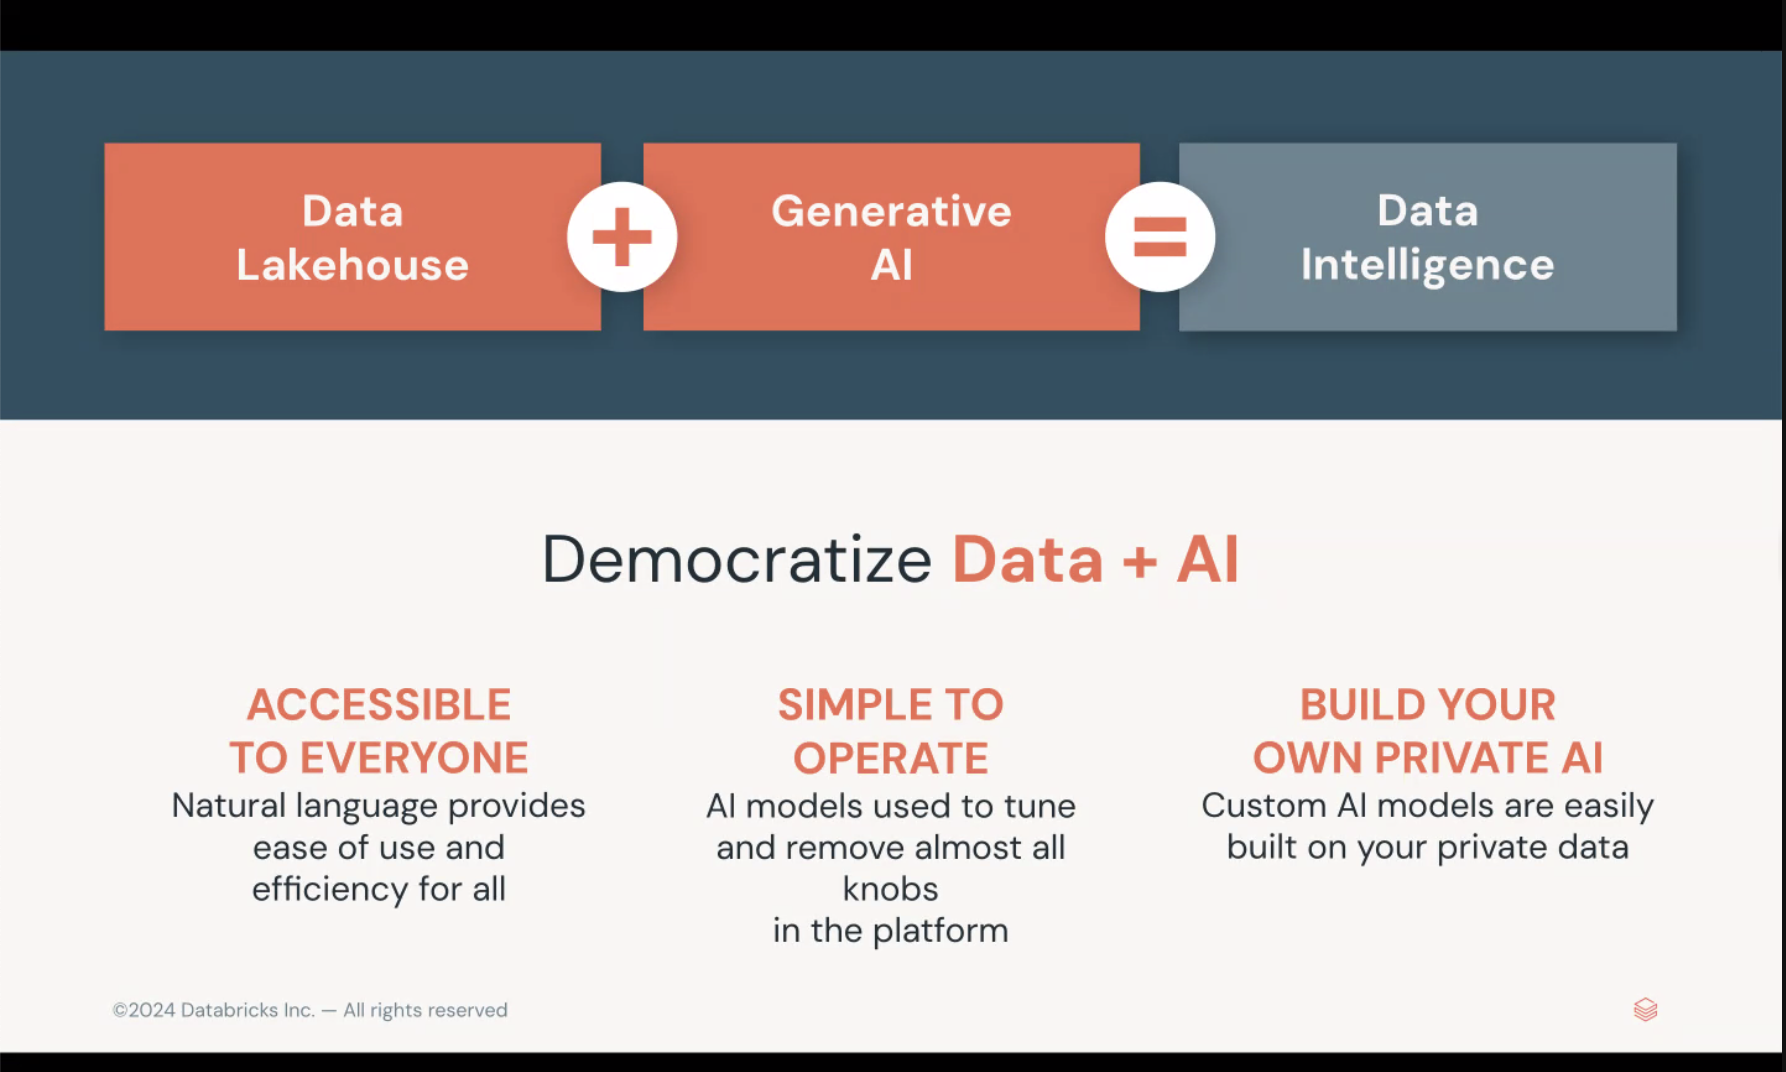 Data
Lakehouse
+
Generative
AI
=
Data
Intelligence
Democratize Data + AI
ACCESSIBLE
TO EVERYONE
Natural language provides
ease of use and
efficiency for all
SIMPLE TO
OPERATE
AI models used to tune
and remove almost all
knobs
in the platform
BUILD YOUR
OWN PRIVATE AI
Custom AI models are easily
built on your private data
©2024 Databricks Inc. — All rights reserved